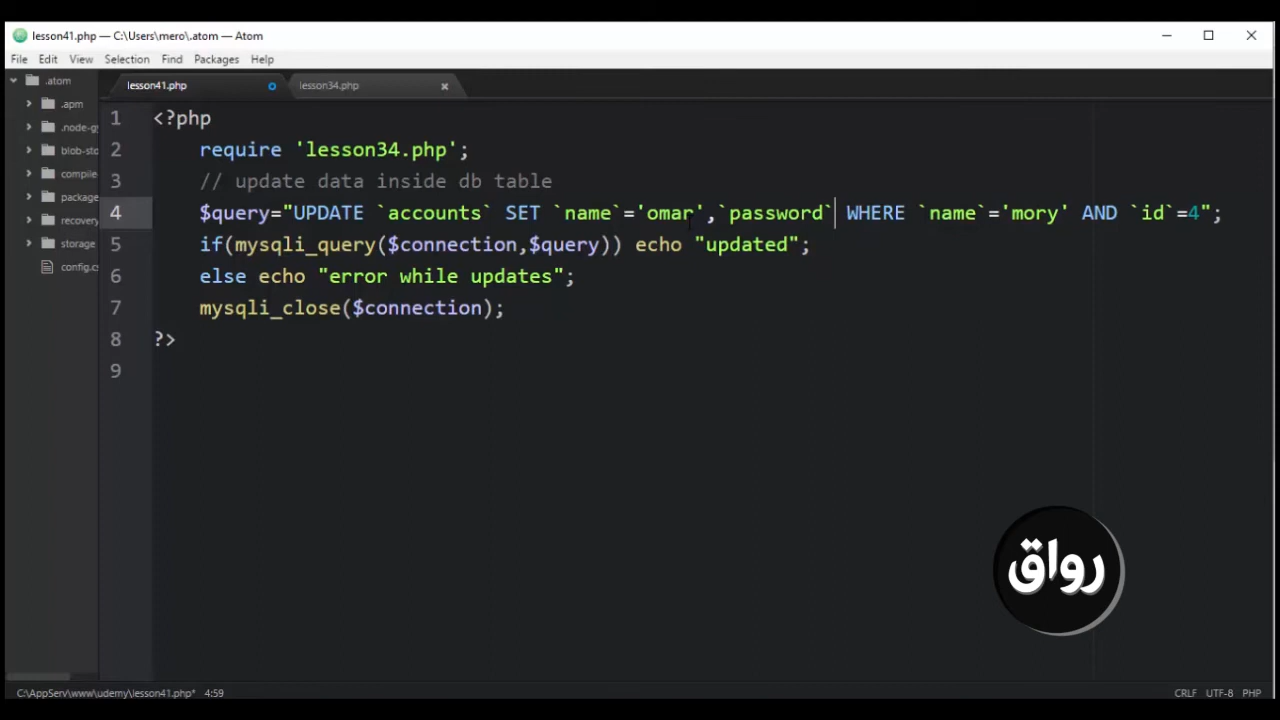 lesson41.php — C:\Users\mero\.atom — Atom
File Edit View Selection Find Packages Help
.atom
.apm
.node-gy
blob-sto
compile
package
recovery
storage
config.cs
lesson41.php
lesson34.php
1 <?php
2 require 'lesson34.php';
3 // update data inside db table
4 $query="UPDATE `accounts` SET `name`='omar',`password` WHERE `name`='mory' AND `id`=4";
5 if(mysqli_query($connection,$query)) echo "updated";
6 else echo "error while updates";
7 mysqli_close($connection);
8 ?>
9
رواق
C:\AppServ\www\udemy\lesson41.php* 4:59
CRLF UTF-8 PHP